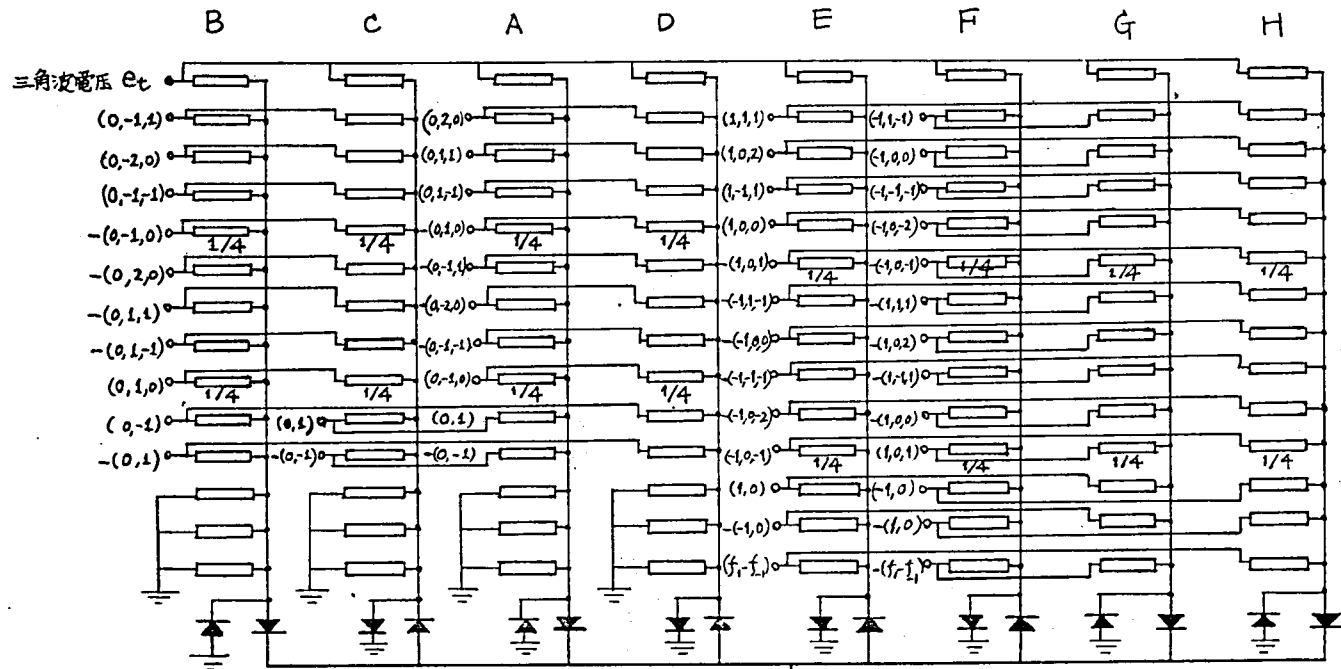 B C A D E F G H
三角波電圧 et
(0,-1,1) (0,2,0) (1,1,1) (-1,1,-1)
(0,-2,0) (0,1,1) (1,0,2) (-1,0,0)
(0,-1,-1) (0,1,-1) (1,-1,1) (-1,-1,-1)
-(0,-1,0) -(0,1,0) (1,0,0) (-1,0,-2)
1/4 1/4 1/4 1/4
-(0,2,0) -(0,-1,1) -(1,0,1) -(-1,0,-1)
1/4 1/4 1/4 1/4
-(0,1,1) -(0,-2,0) -(-1,1,-1) -(1,1,1)
-(0,1,-1) -(0,-1,-1) -(-1,0,0) -(1,0,2)
(0,1,0) (0,-1,0) -(-1,-1,-1) -(1,-1,1)
1/4 1/4 1/4 1/4
(0,-1) (0,1) (0,1) -(-1,0,-2) -(1,0,0)
-(0,1) -(0,-1) -(0,-1) (-1,0,-1) (1,0,1)
1/4 1/4 1/4 1/4
(1,0) (-1,0)
-(-1,0) -(1,0)
(f1-f-1) -(f1-f-1)